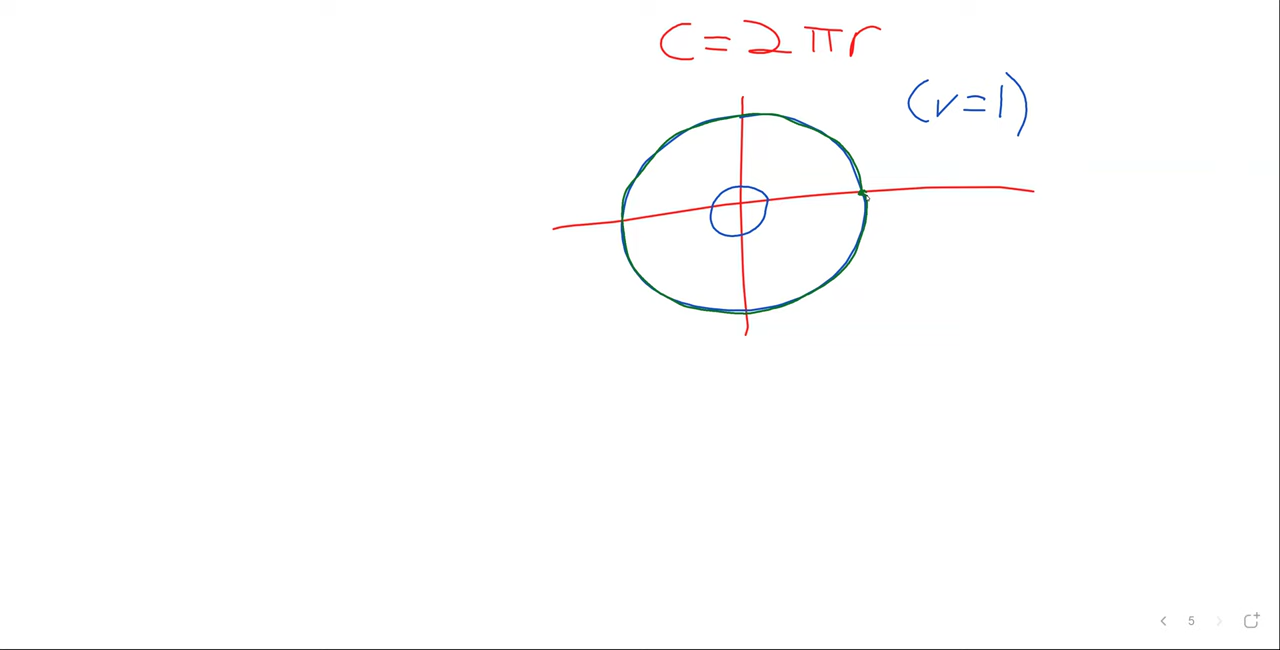 C = 2πr
(r = 1)
5